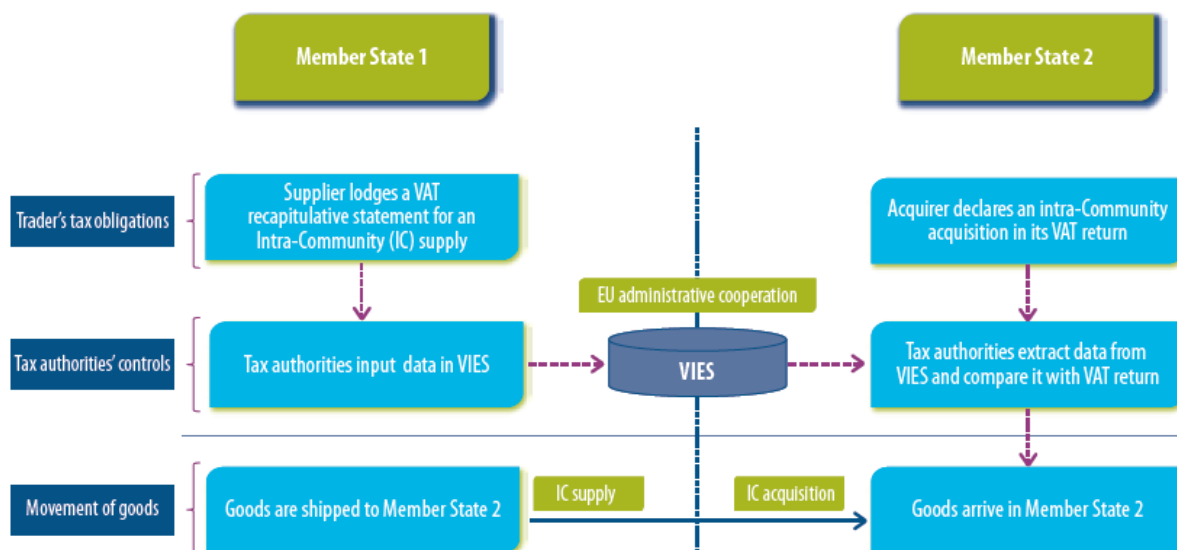 Member State 1
Member State 2
Trader's tax obligations
Supplier lodges a VAT
recapitulative statement for an
Intra-Community (IC) supply
Acquirer declares an intra-Community
acquisition in its VAT return
EU administrative cooperation
Tax authorities' controls
Tax authorities input data in VIES
VIES
Tax authorities extract data from
VIES and compare it with VAT return
Movement of goods
Goods are shipped to Member State 2
IC supply
IC acquisition
Goods arrive in Member State 2